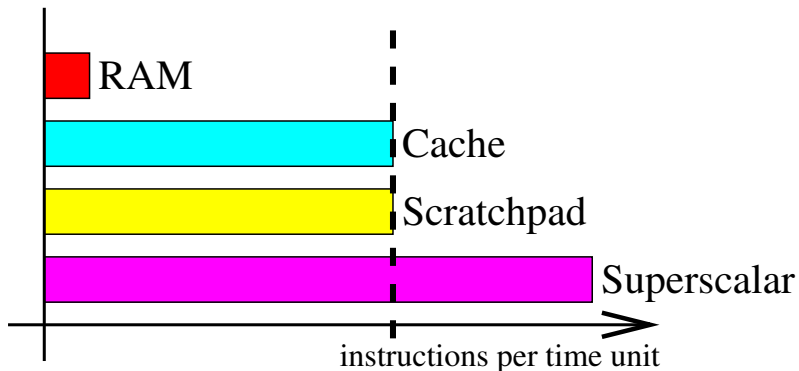 RAM
Cache
Scratchpad
Superscalar
instructions per time unit